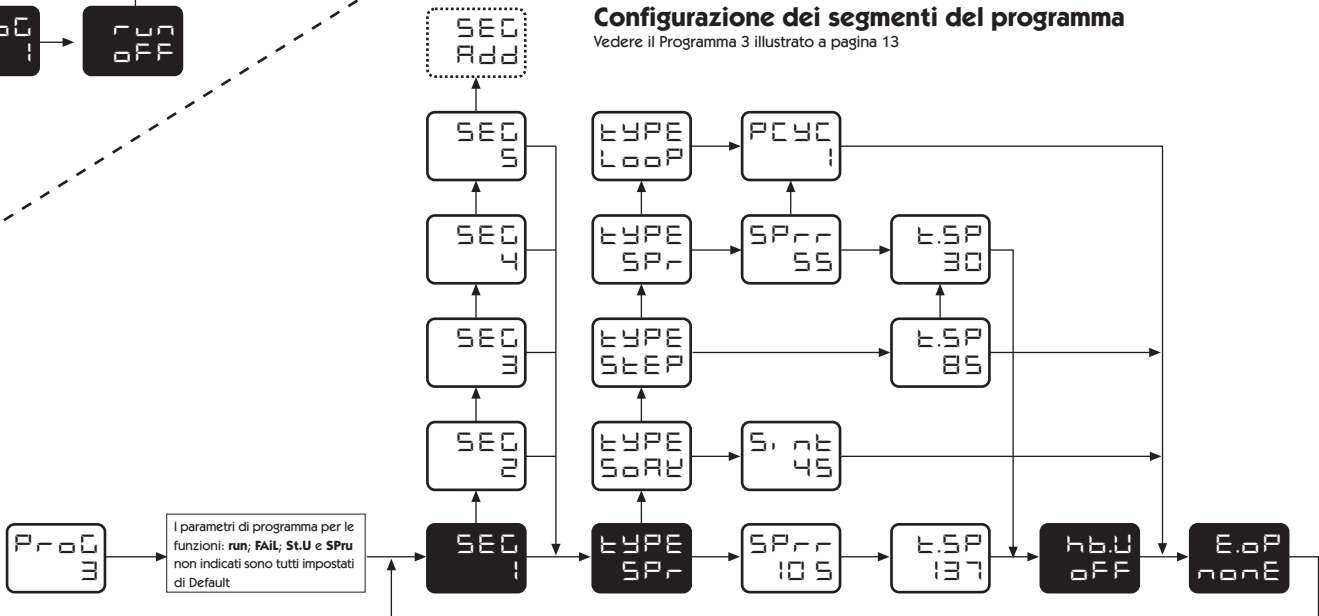 Configurazione dei segmenti del programma
Vedere il Programma 3 illustrato a pagina 13
1
run
oFF
SEG
Add
SEG
5
tYPE
LooP
PCYC
1
SEG
4
tYPE
SPr
SPrr
55
t.SP
30
SEG
3
tYPE
StEP
t.SP
85
SEG
2
tYPE
SoAK
S.int
45
ProG
3
I parametri di programma per le
funzioni: run; FAiL; St.U e SPru
non indicati sono tutti impostati
di Default
SEG
1
tYPE
SPr
SPrr
105
t.SP
137
Hb.U
oFF
E.oP
nonE